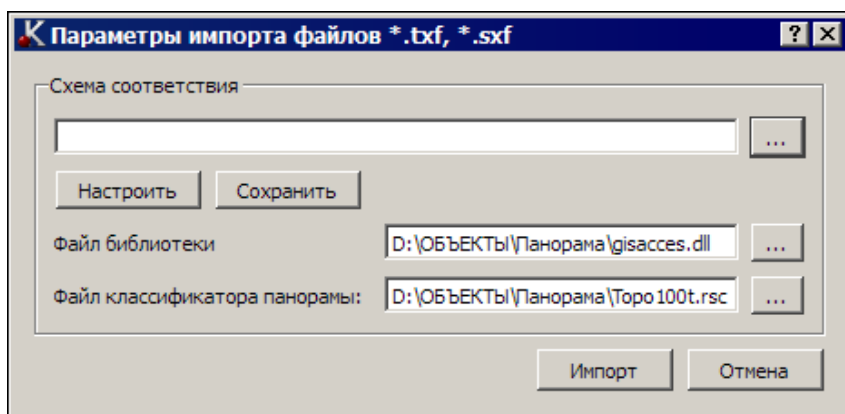 Параметры импорта файлов *.txf, *.sxf
Схема соответствия
...
Настроить Сохранить
Файл библиотеки D:\ОБЪЕКТЫ\Панорама\gisacces.dll ...
Файл классификатора панорамы: D:\ОБЪЕКТЫ\Панорама\Topo100t.rsc ...
Импорт Отмена